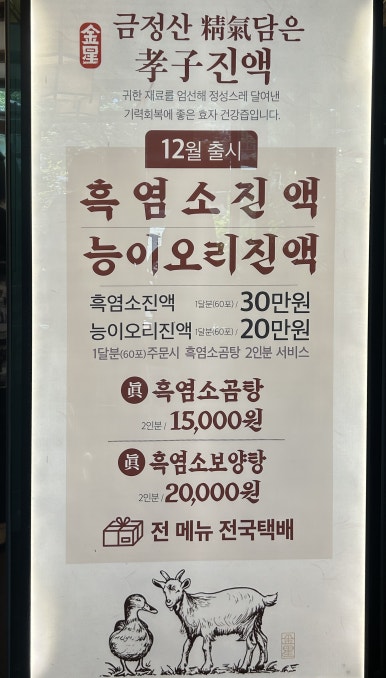 金星
금정산 精氣담은
孝子진액
귀한 재료를 엄선해 정성스레 달여낸
기력회복에 좋은 효자 건강즙입니다.
12월 출시
흑염소진액
능이오리진액
흑염소진액 1달분(60포) / 30만원
능이오리진액 1달분(60포) / 20만원
1달분(60포)주문시 흑염소곰탕 2인분 서비스
眞 흑염소곰탕
2인분 / 15,000원
眞 흑염소보양탕
2인분 / 20,000원
전 메뉴 전국택배